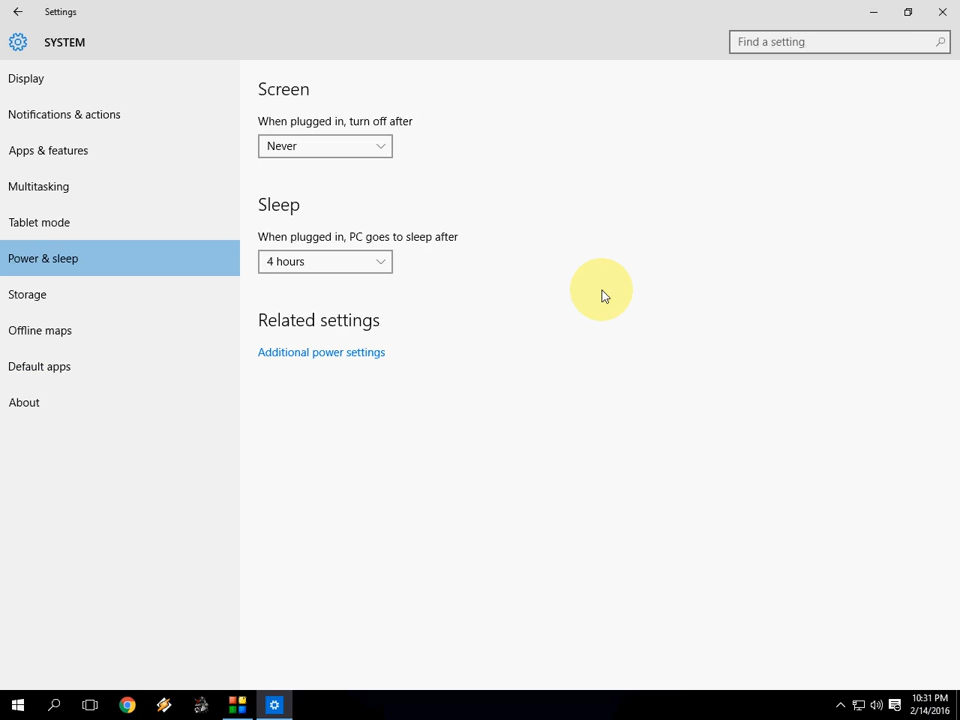 Settings
SYSTEM
Find a setting
Display
Notifications & actions
Apps & features
Multitasking
Tablet mode
Power & sleep
Storage
Offline maps
Default apps
About
Screen
When plugged in, turn off after
Never
Sleep
When plugged in, PC goes to sleep after
4 hours
Related settings
Additional power settings
10:31 PM
2/14/2016